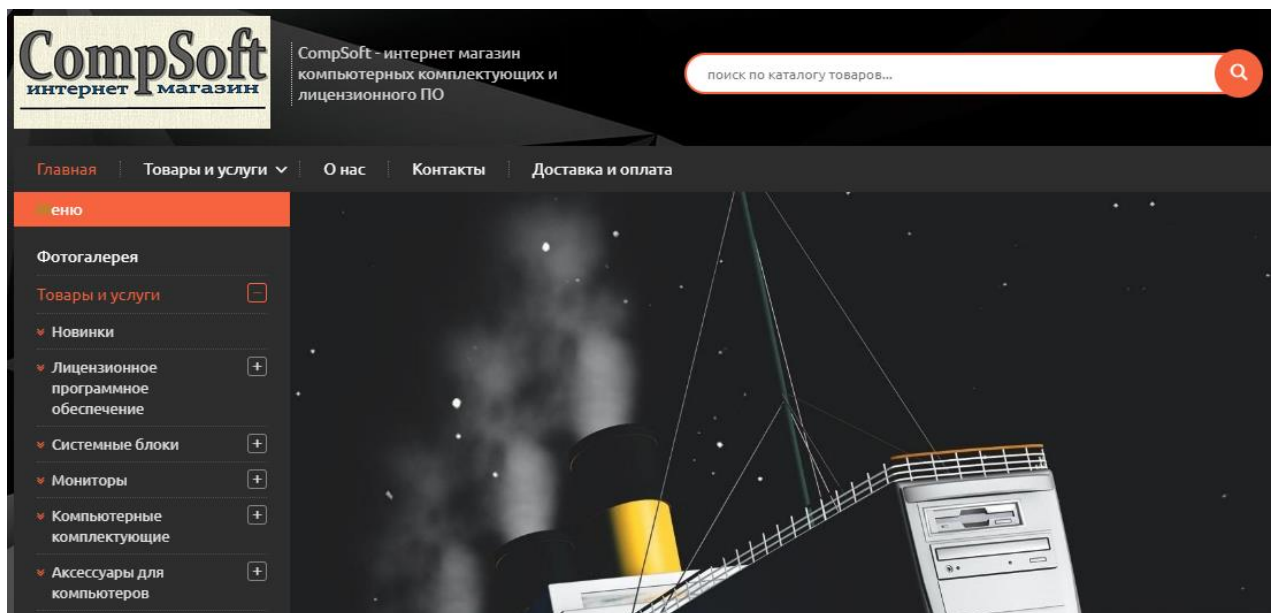 CompSoft
интернет магазин
CompSoft - интернет магазин
компьютерных комплектующих и
лицензионного ПО
поиск по каталогу товаров...
Главная
Товары и услуги
О нас
Контакты
Доставка и оплата
Меню
Фотогалерея
Товары и услуги
Новинки
Лицензионное
программное
обеспечение
Системные блоки
Мониторы
Компьютерные
комплектующие
Аксессуары для
компьютеров